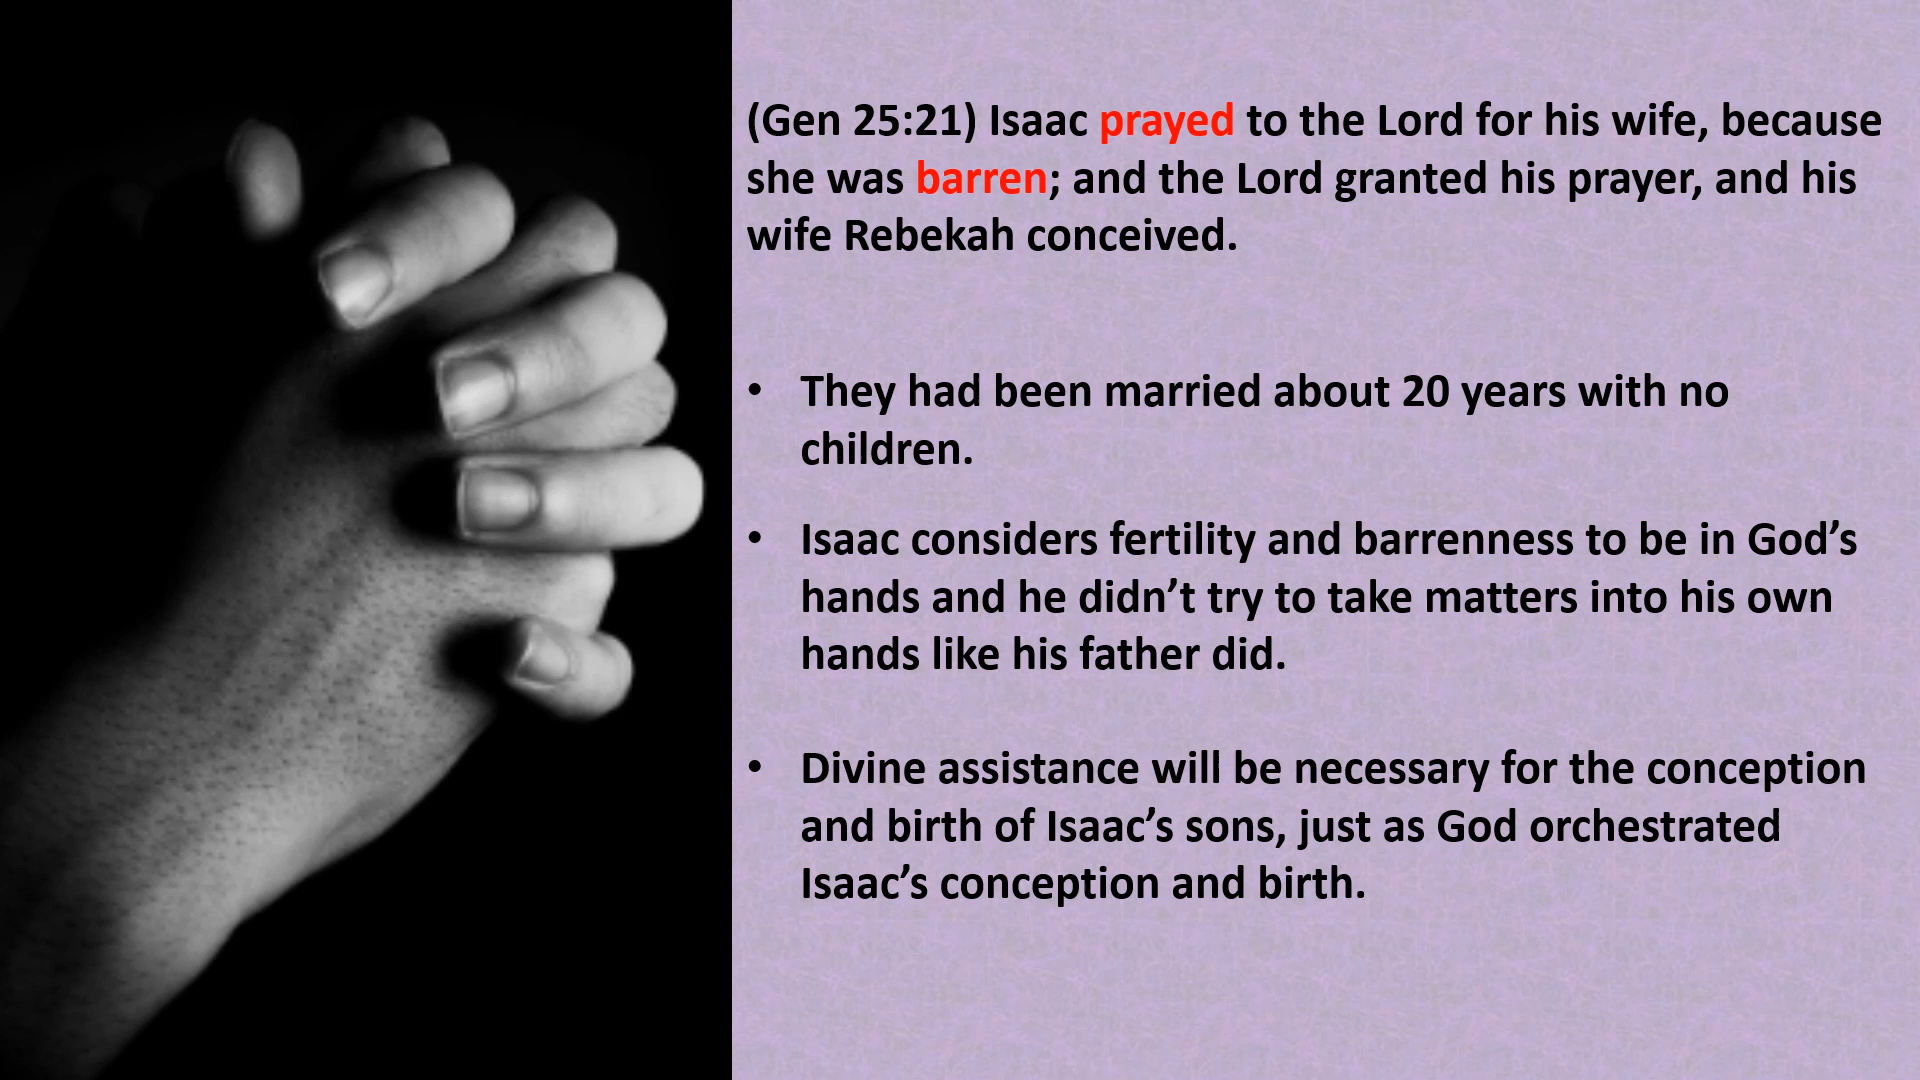 (Gen 25:21) Isaac prayed to the Lord for his wife, because
she was barren; and the Lord granted his prayer, and his
wife Rebekah conceived.
• They had been married about 20 years with no
children.
• Isaac considers fertility and barrenness to be in God’s
hands and he didn’t try to take matters into his own
hands like his father did.
• Divine assistance will be necessary for the conception
and birth of Isaac’s sons, just as God orchestrated
Isaac’s conception and birth.